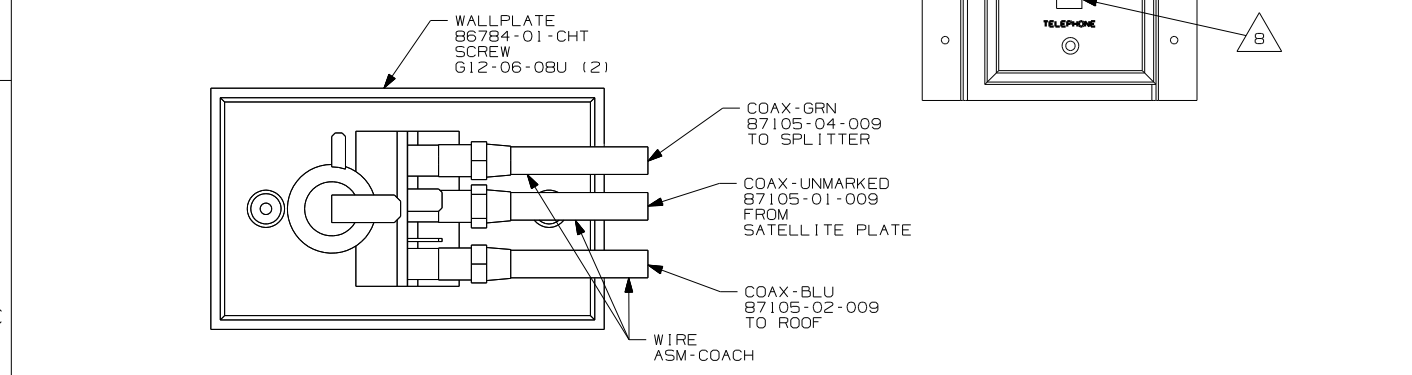 WALLPLATE
86784-01-CHT
SCREW
G12-06-08U (2)
TELEPHONE
8
COAX-GRN
87105-04-009
TO SPLITTER
COAX-UNMARKED
87105-01-009
FROM
SATELLITE PLATE
COAX-BLU
87105-02-009
TO ROOF
WIRE
ASM-COACH